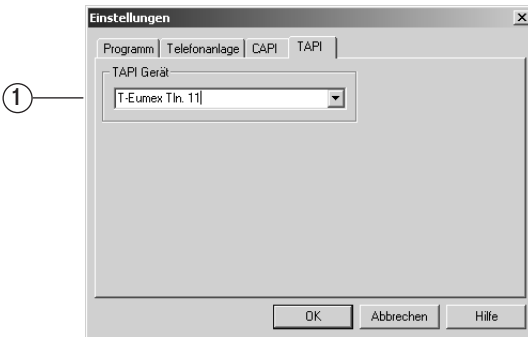 Einstellungen
Programm Telefonanlage CAPI TAPI
TAPI Gerät
1 T-Eumex Tln. 11
OK Abbrechen Hilfe